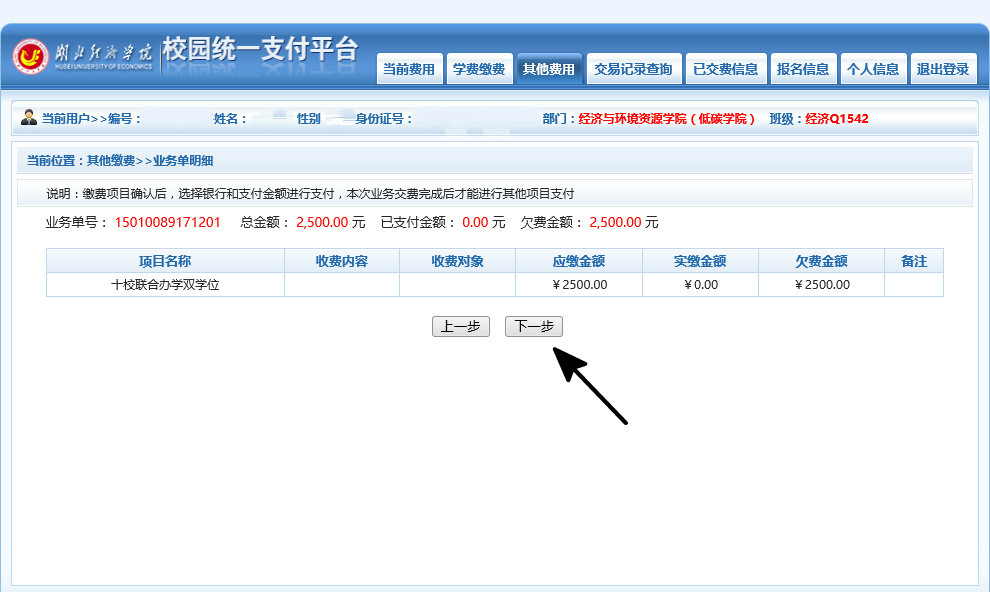 湖北经济学院 校园统一支付平台
HUBEI UNIVERSITY OF ECONOMICS
当前费用 学费缴费 其他费用 交易记录查询 已交费信息 报名信息 个人信息 退出登录
当前用户>>编号： 姓名： 性别 身份证号： 部门：经济与环境资源学院（低碳学院） 班级：经济Q1542
当前位置：其他缴费>>业务单明细
说明：缴费项目确认后，选择银行和支付金额进行支付，本次业务交费完成后才能进行其他项目支付
业务单号： 15010089171201 总金额： 2,500.00 元 已支付金额： 0.00 元 欠费金额： 2,500.00 元
项目名称 收费内容 收费对象 应缴金额 实缴金额 欠费金额 备注
十校联合办学双学位 ￥2500.00 ￥0.00 ￥2500.00
上一步 下一步